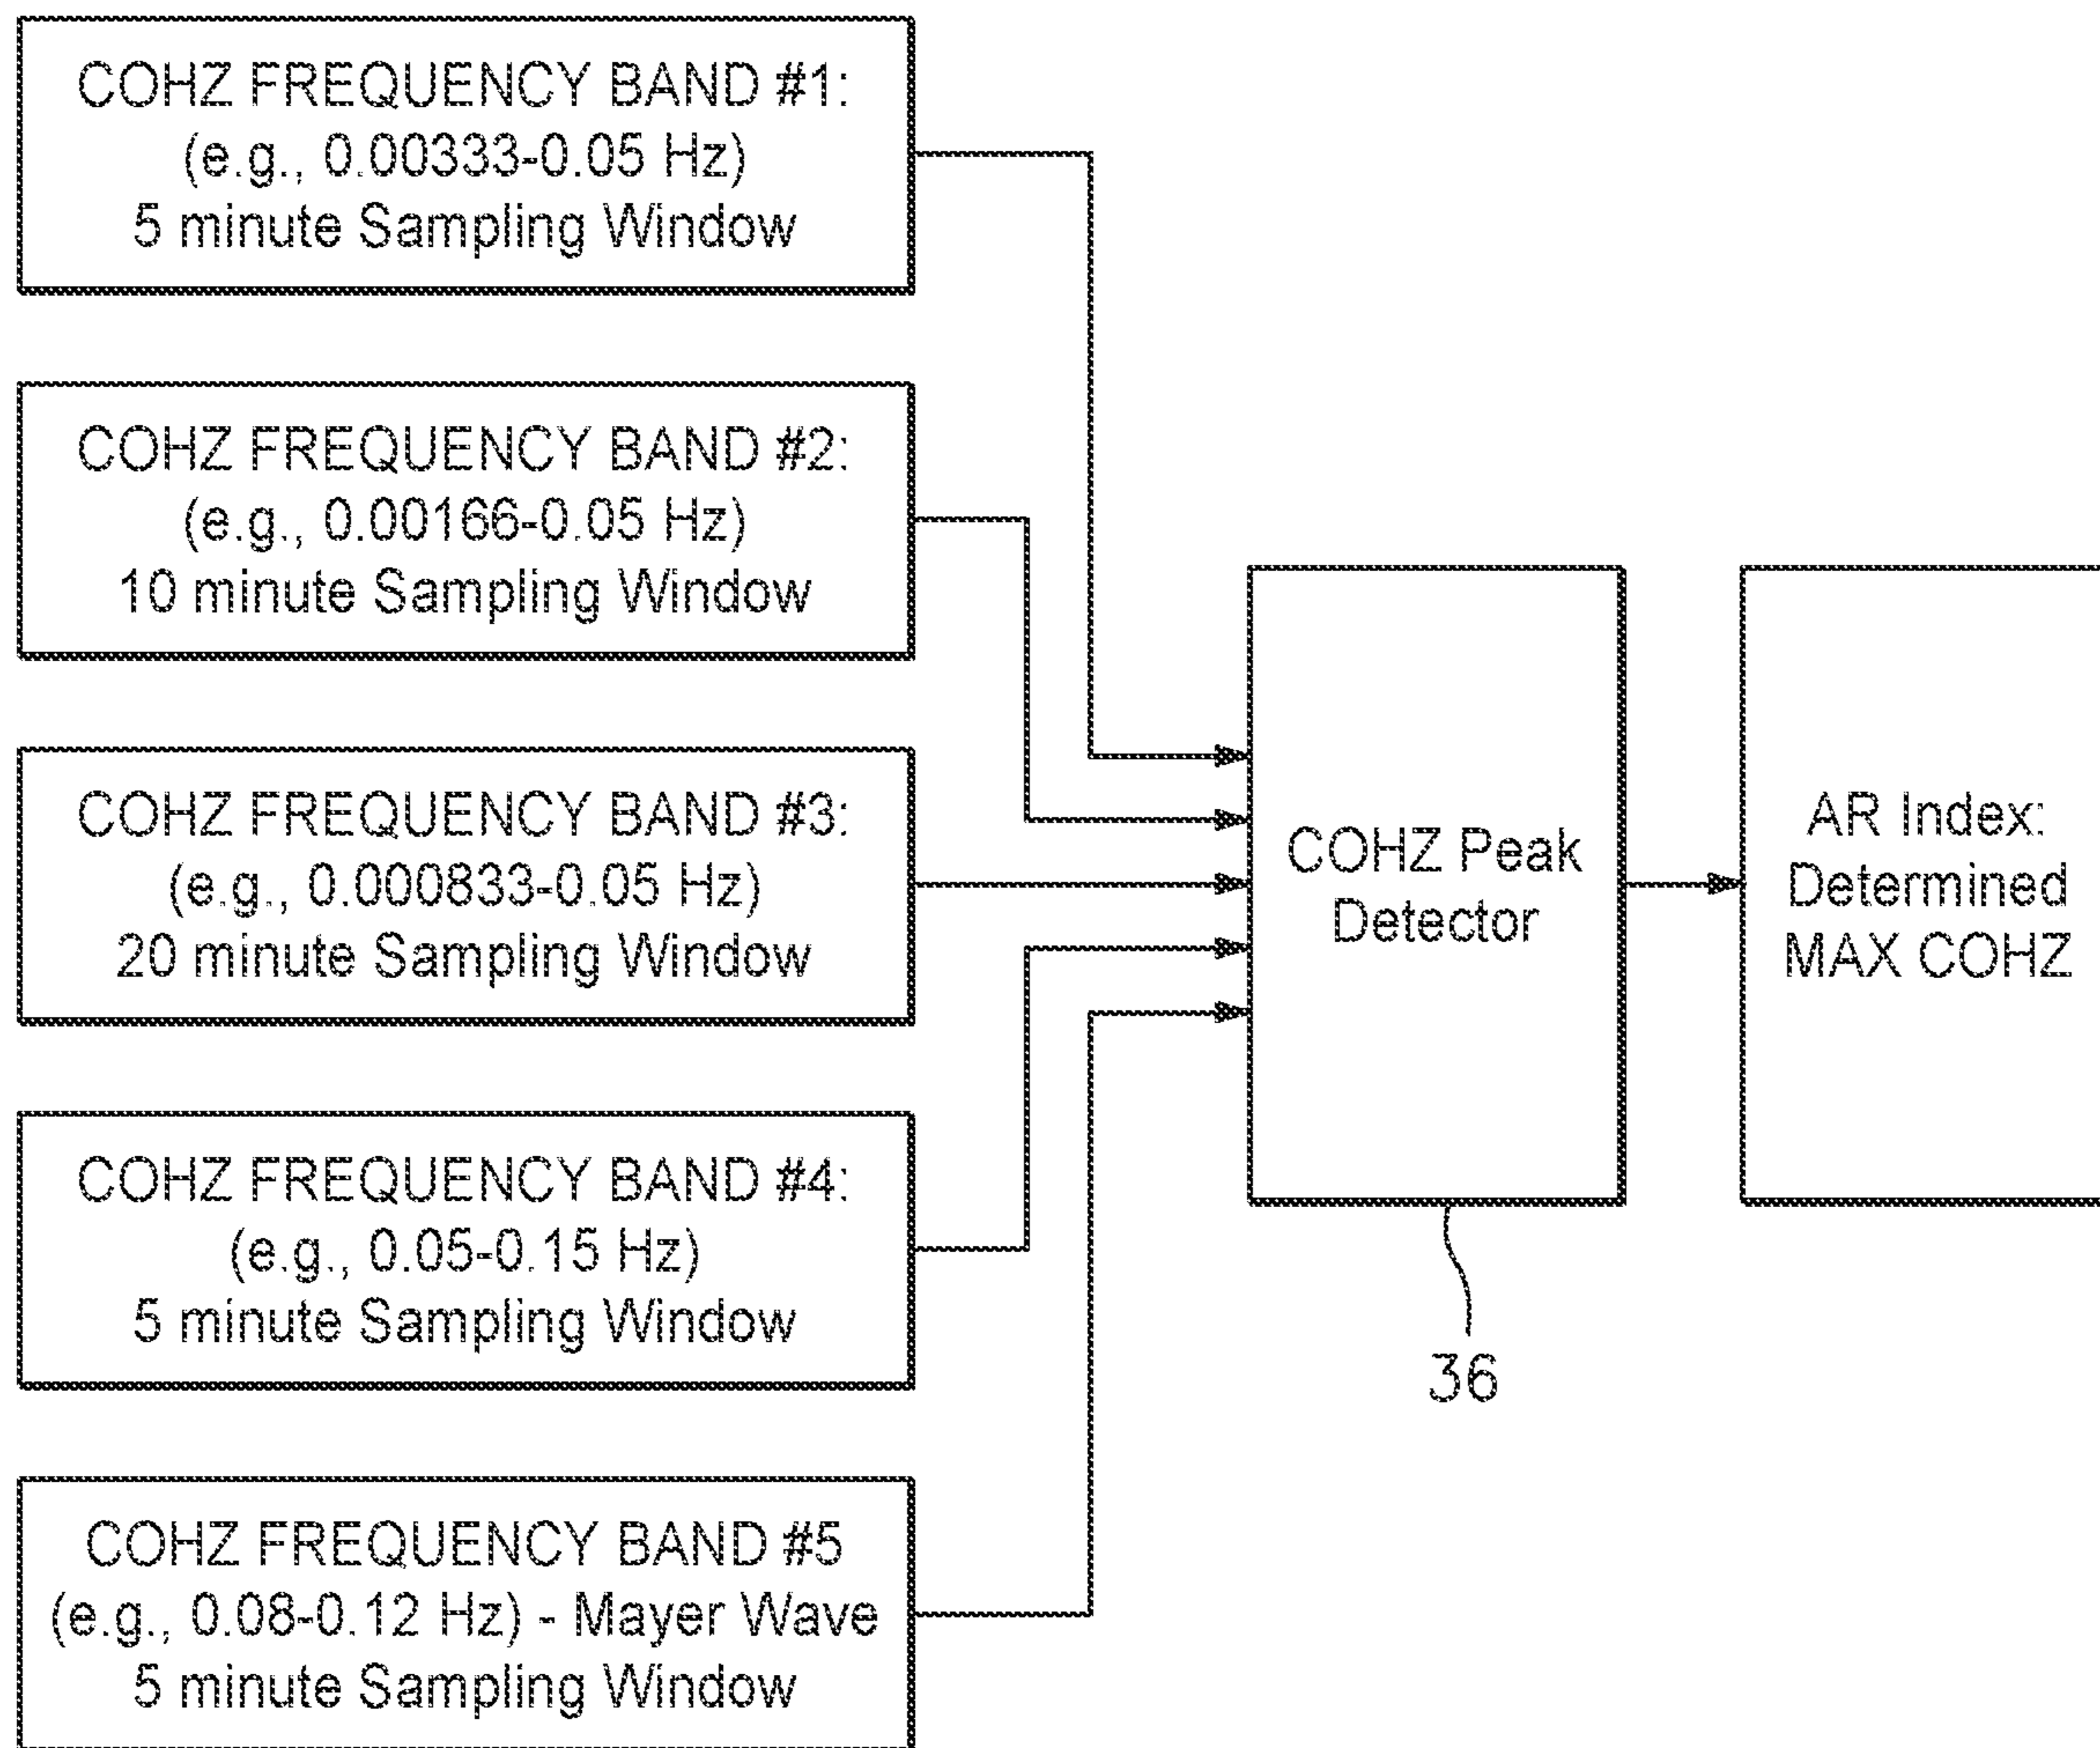 COHZ FREQUENCY BAND #1:
(e.g., 0.00333-0.05 Hz)
5 minute Sampling Window
COHZ FREQUENCY BAND #2:
(e.g., 0.00166-0.05 Hz)
10 minute Sampling Window
COHZ FREQUENCY BAND #3:
(e.g., 0.000833-0.05 Hz)
20 minute Sampling Window
COHZ FREQUENCY BAND #4:
(e.g., 0.05-0.15 Hz)
5 minute Sampling Window
COHZ FREQUENCY BAND #5
(e.g., 0.08-0.12 Hz) - Mayer Wave
5 minute Sampling Window
COHZ Peak
Detector
36
AR Index:
Determined
MAX COHZ